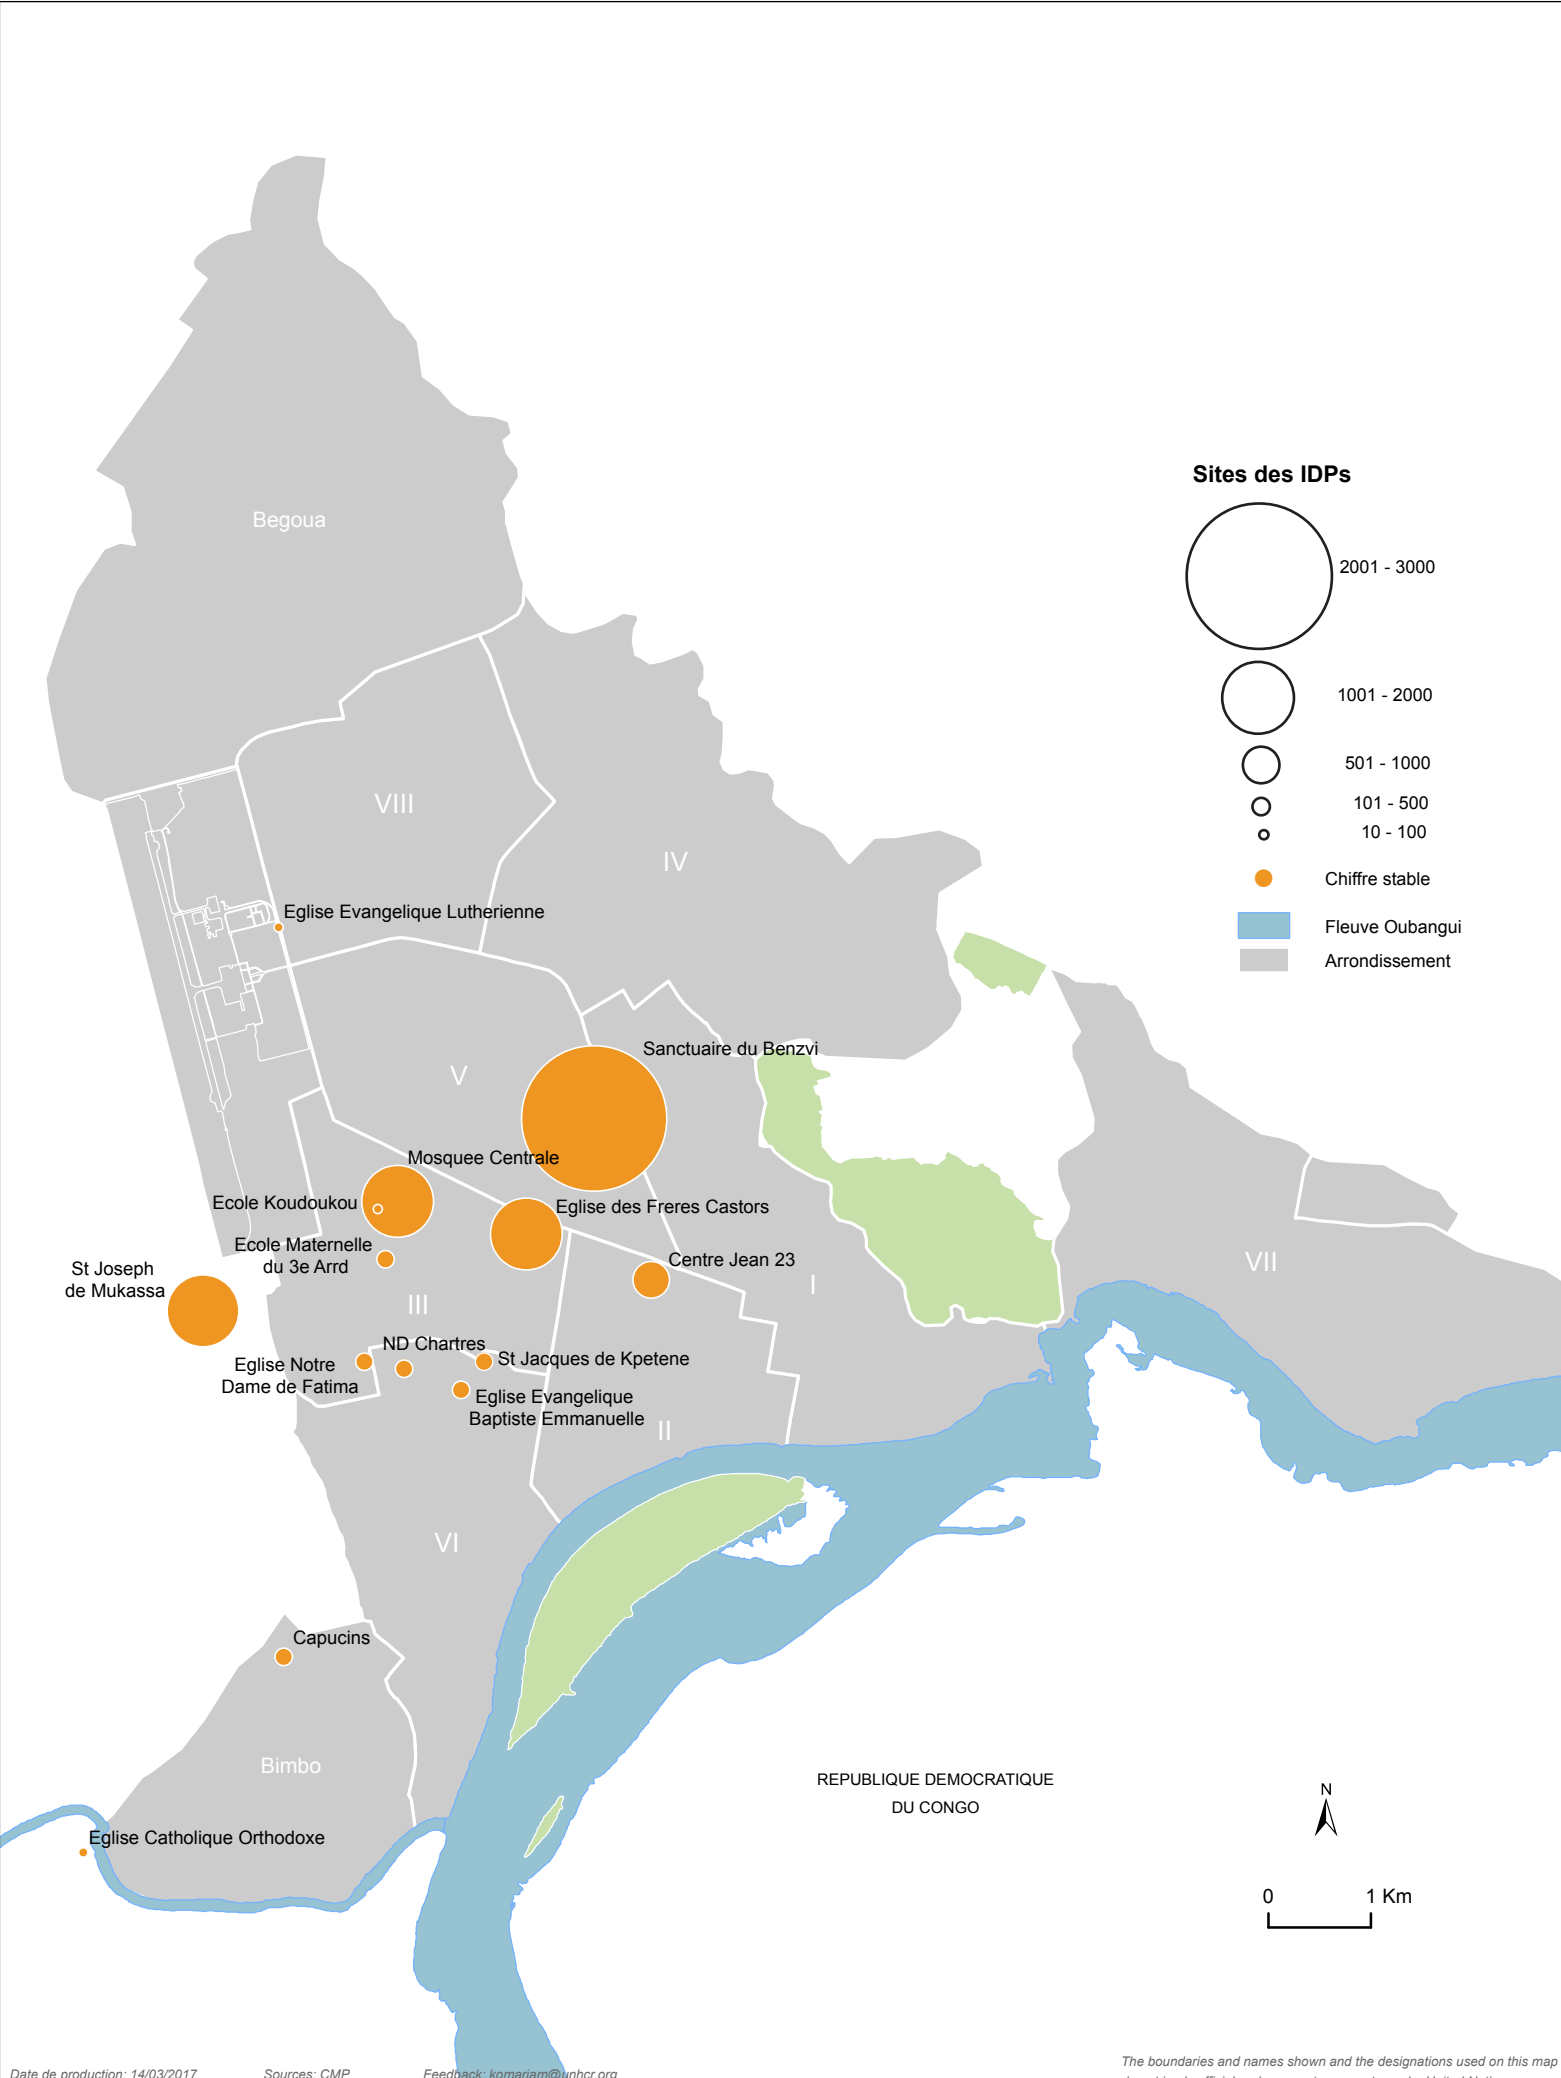 Begoua
Sites des IDPs
2001 - 3000
1001 - 2000
501 - 1000
101 - 500
10 - 100
Chiffre stable
Fleuve Oubangui
Arrondissement
VIII
IV
Eglise Evangelique Lutherienne
Sanctuaire du Benzvi
V
Mosquee Centrale
Ecole Koudoukou
Eglise des Freres Castors
Ecole Maternelle
du 3e Arrd
St Joseph
de Mukassa
Centre Jean 23
I
VII
III
ND Chartres
St Jacques de Kpetene
Eglise Notre
Dame de Fatima
Eglise Evangelique
Baptiste Emmanuelle
II
VI
Capucins
Bimbo
REPUBLIQUE DEMOCRATIQUE
DU CONGO
Eglise Catholique Orthodoxe
N
0 1 Km
Date de production: 14/03/2017 Sources: CMP Feedback: komariam@unhcr.org
The boundaries and names shown and the designations used on this map